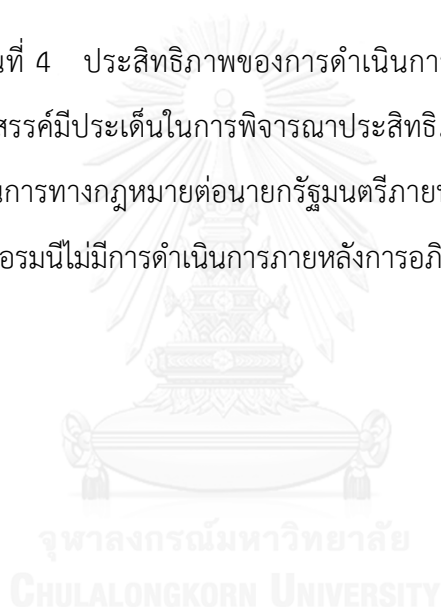 นที่ 4 ประสิทธิภาพของการดำเนินกา
สรรค์มีประเด็นในการพิจารณาประสิทธิ
นการทางกฎหมายต่อนายกรัฐมนตรีภาย
อรมนีไม่มีการดำเนินการภายหลังการอภิ
จุฬาลงกรณ์มหาวิทยาลัย
CHULALONGKORN UNIVERSITY